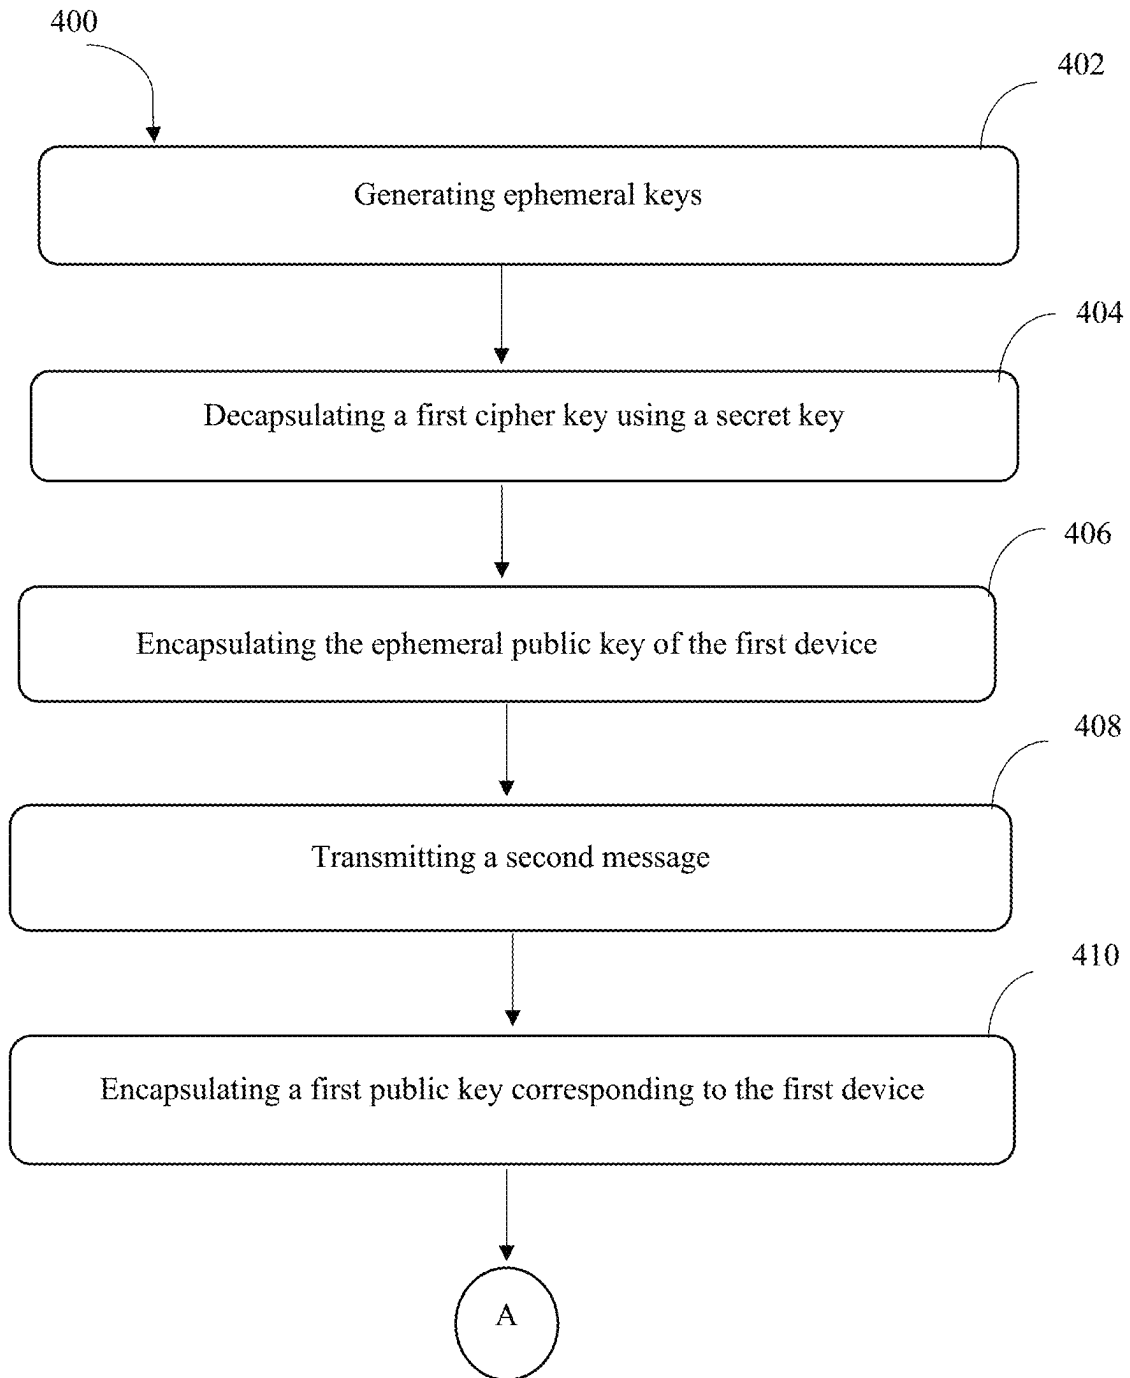 400
402
Generating ephemeral keys
404
Decapsulating a first cipher key using a secret key
406
Encapsulating the ephemeral public key of the first device
408
Transmitting a second message
410
Encapsulating a first public key corresponding to the first device
A